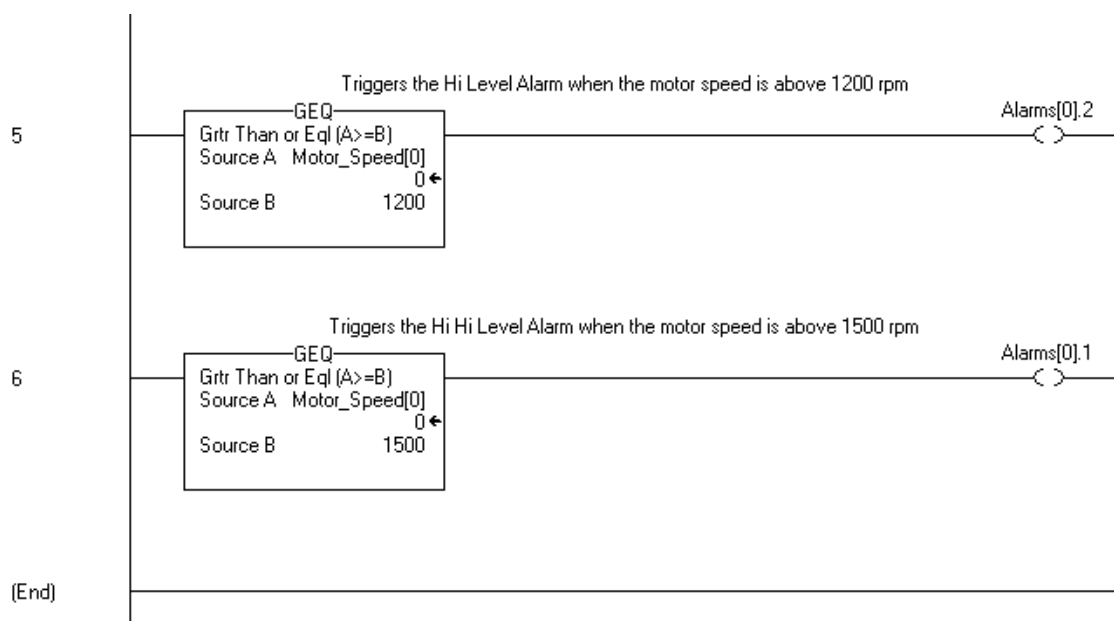 Triggers the Hi Level Alarm when the motor speed is above 1200 rpm
Alarms[0].2
GEQ
5
Grtr Than or Eql (A>=B)
Source A Motor_Speed[0]
0
Source B 1200
Triggers the Hi Hi Level Alarm when the motor speed is above 1500 rpm
Alarms[0].1
GEQ
6
Grtr Than or Eql (A>=B)
Source A Motor_Speed[0]
0
Source B 1500
(End)